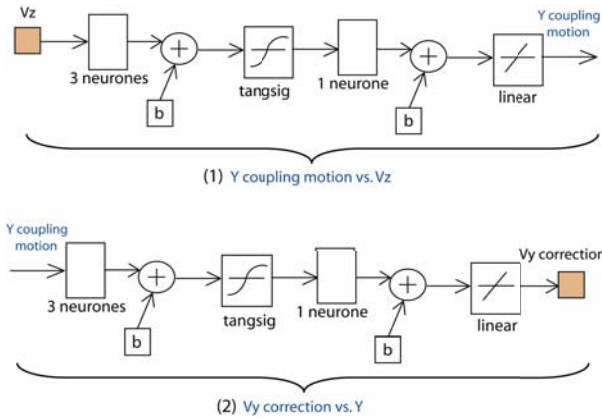 Vz
Y coupling
motion
3 neurones
b
tangsig
1 neurone
b
linear
(1) Y coupling motion vs. Vz
Y coupling
motion
Vy correction
3 neurones
b
tangsig
1 neurone
b
linear
(2) Vy correction vs. Y